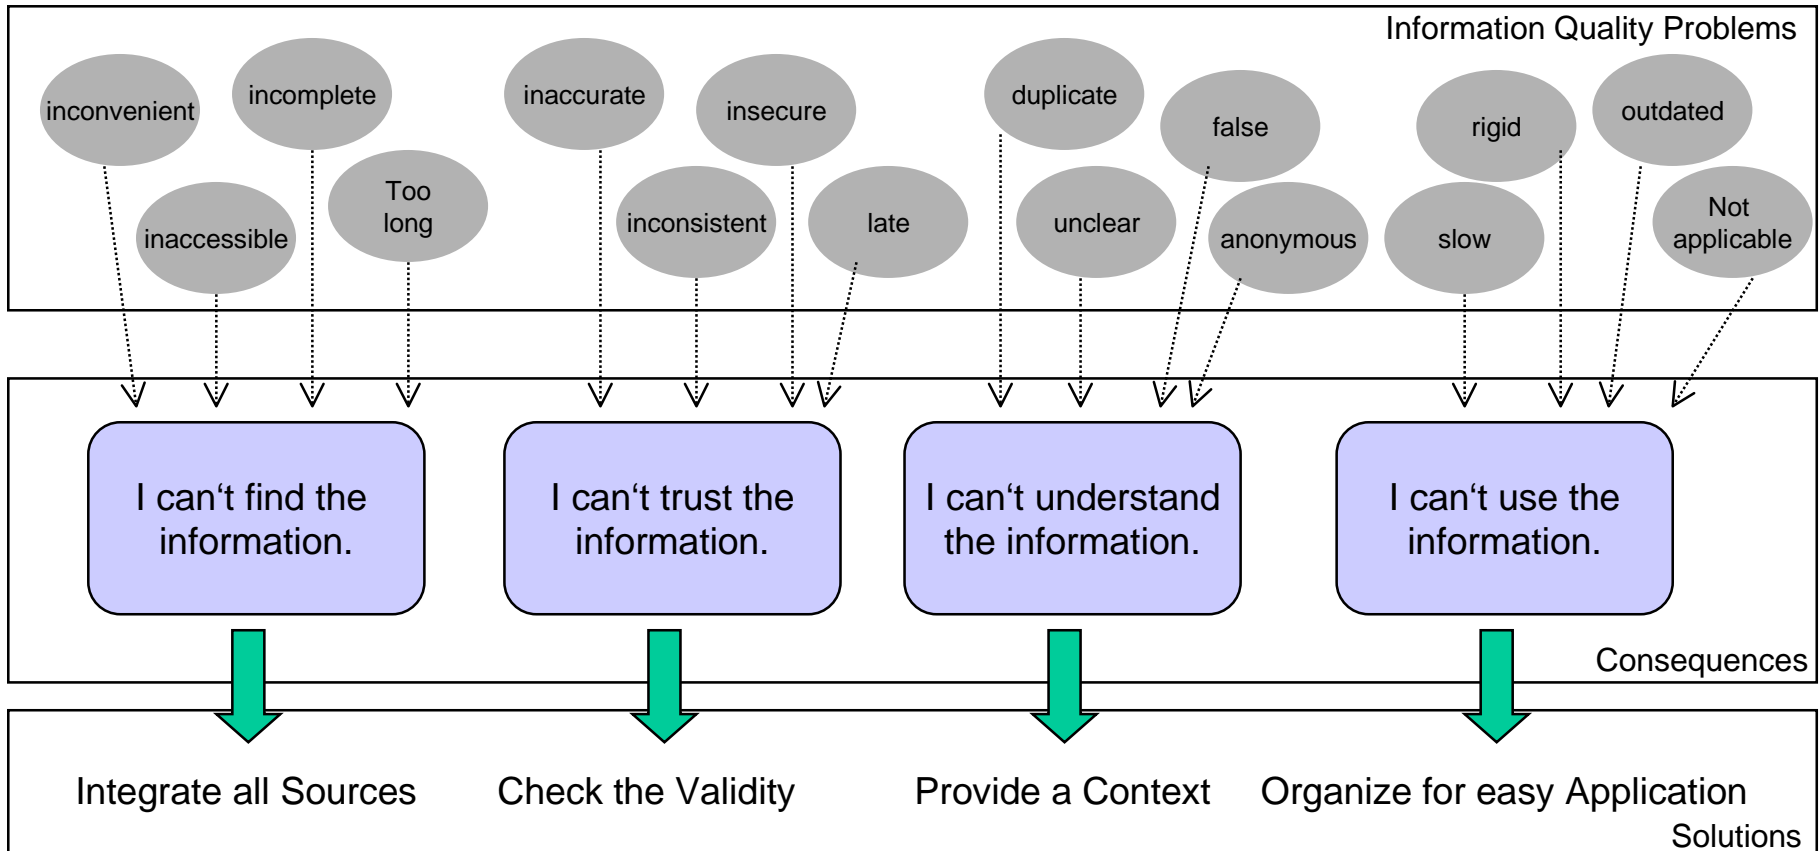 Information Quality Problems
inconvenient
incomplete
inaccessible
Too
long
inaccurate
insecure
inconsistent
late
duplicate
false
unclear
anonymous
rigid
outdated
slow
Not
applicable
I can‘t find the
information.
I can‘t trust the
information.
I can‘t understand
the information.
I can‘t use the
information.
Consequences
Integrate all Sources
Check the Validity
Provide a Context
Organize for easy Application
Solutions